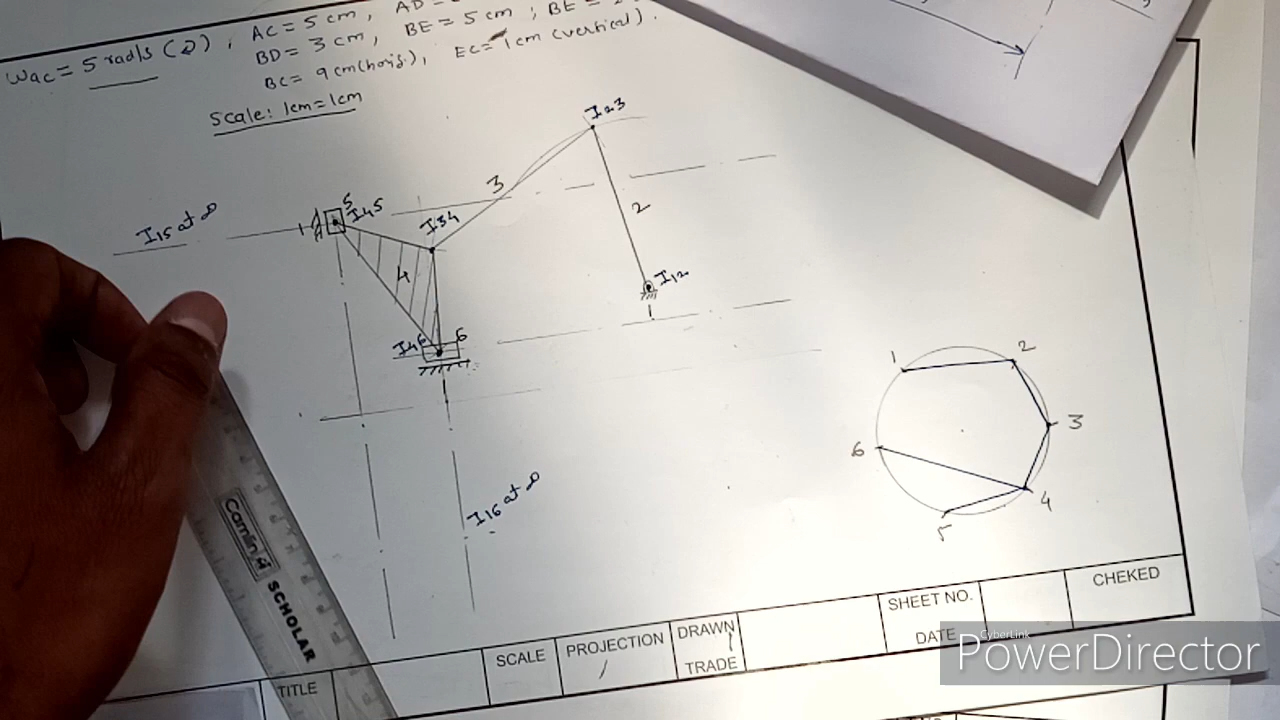 WAC = 5 rad/s (2), AC = 5 cm, AD =
BD = 3 cm, BE = 5 cm, BE =
BC = 9 cm (horiz.), EC = 1 cm (vertical).
Scale: 1cm = 1cm
I23
3
2
I12
1
I15 at ∞
1
5
I45
I34
4
I46
6
1
I16 at ∞
1
2
3
4
5
6
Camlin
SCHOLAR
TITLE
SCALE
PROJECTION
DRAWN
TRADE
SHEET NO.
DATE
CHEKED
CyberLink
PowerDirector